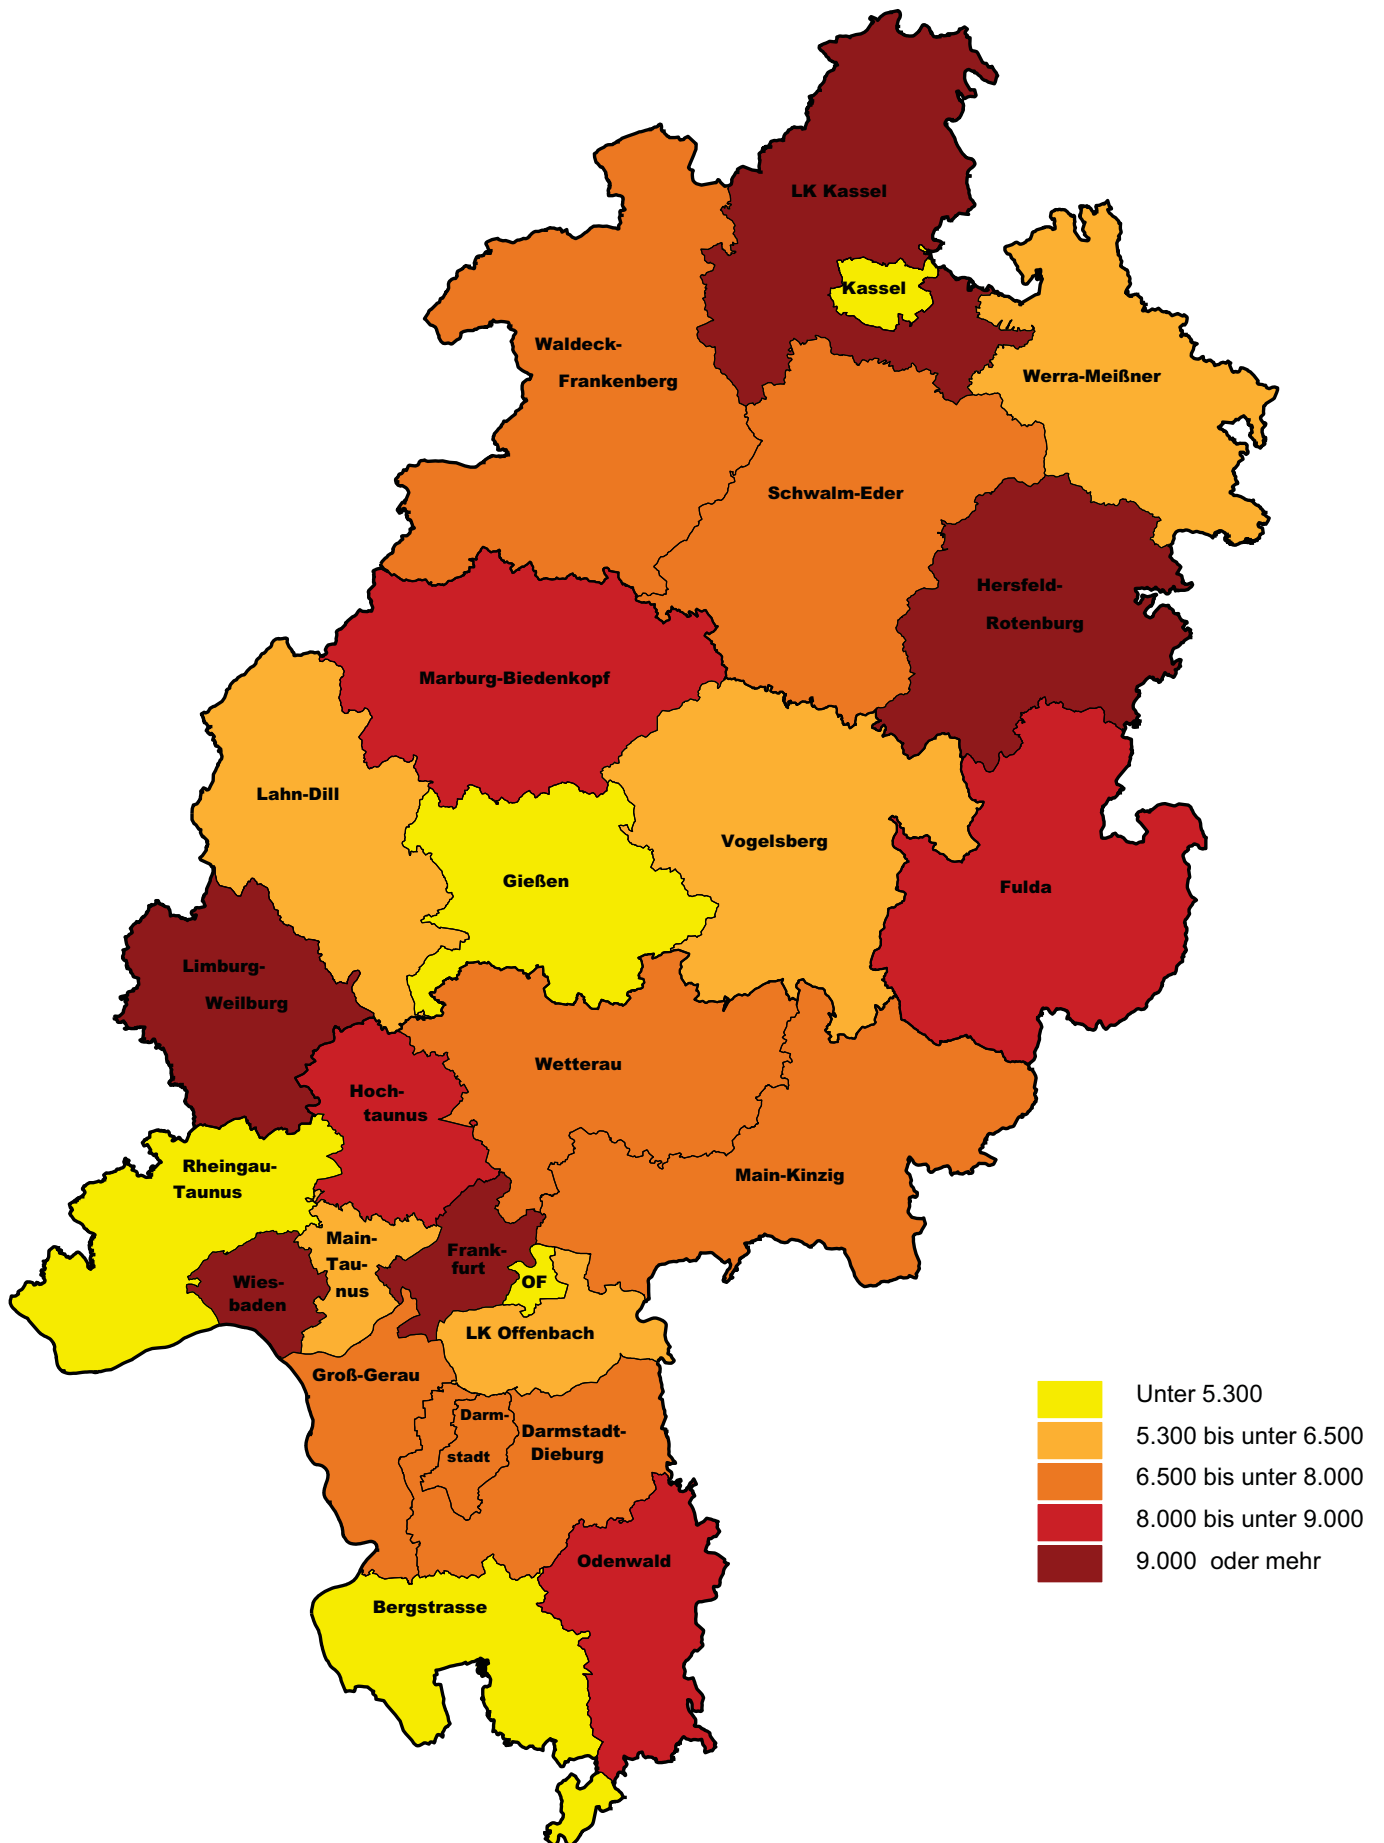 LK Kassel
Kassel
Waldeck-
Frankenberg
Werra-Meißner
Schwalm-Eder
Hersfeld-
Rotenburg
Marburg-Biedenkopf
Lahn-Dill
Vogelsberg
Gießen
Fulda
Limburg-
Weilburg
Wetterau
Hoch-
taunus
Rheingau-
Taunus
Main-Kinzig
Main-
Tau-
nus
Frank-
furt
Wies-
baden
OF
LK Offenbach
Groß-Gerau
Darm-
stadt
Darmstadt-
Dieburg
Odenwald
Bergstrasse
Unter 5.300
5.300 bis unter 6.500
6.500 bis unter 8.000
8.000 bis unter 9.000
9.000  oder mehr